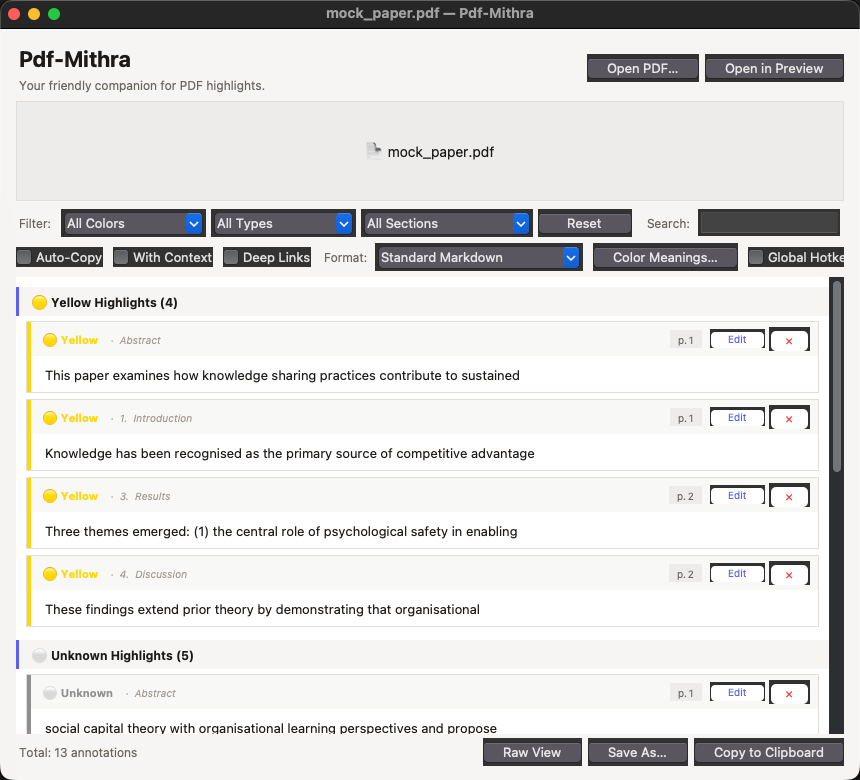 mock_paper.pdf — Pdf-Mithra
Pdf-Mithra
Your friendly companion for PDF highlights.
Open PDF... Open in Preview
mock_paper.pdf
Filter: All Colors All Types All Sections Reset Search:
Auto-Copy With Context Deep Links Format: Standard Markdown Color Meanings... Global Hotke
Yellow Highlights (4)
Yellow · Abstract p. 1 Edit ×
This paper examines how knowledge sharing practices contribute to sustained
Yellow · 1. Introduction p. 1 Edit ×
Knowledge has been recognised as the primary source of competitive advantage
Yellow · 3. Results p. 2 Edit ×
Three themes emerged: (1) the central role of psychological safety in enabling
Yellow · 4. Discussion p. 2 Edit ×
These findings extend prior theory by demonstrating that organisational
Unknown Highlights (5)
Unknown · Abstract p. 1 Edit ×
social capital theory with organisational learning perspectives and propose
Total: 13 annotations Raw View Save As... Copy to Clipboard